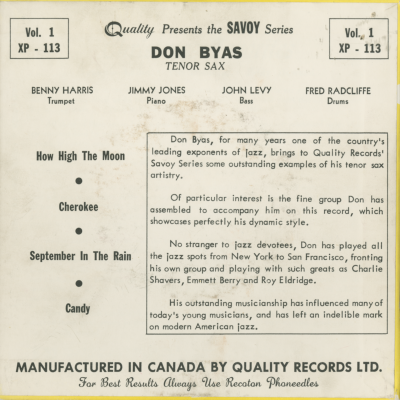 Vol. 1
XP - 113
Quality Presents the SAVOY Series
DON BYAS
TENOR SAX
Vol. 1
XP - 113
BENNY HARRIS
Trumpet
JIMMY JONES
Piano
JOHN LEVY
Bass
FRED RADCLIFFE
Drums
How High The Moon
Cherokee
September In The Rain
Candy
Don Byas, for many years one of the country's
leading exponents of jazz, brings to Quality Records'
Savoy Series some outstanding examples of his tenor sax
artistry.
Of particular interest is the fine group Don has
assembled to accompany him on this record, which
showcases perfectly his dynamic style.
No stranger to jazz devotees, Don has played all
the jazz spots from New York to San Francisco, fronting
his own group and playing with such greats as Charlie
Shavers, Emmett Berry and Roy Eldridge.
His outstanding musicianship has influenced many of
today's young musicians, and has left an indelible mark
on modern American jazz.
MANUFACTURED IN CANADA BY QUALITY RECORDS LTD.
For Best Results Always Use Recoton Phoneedles